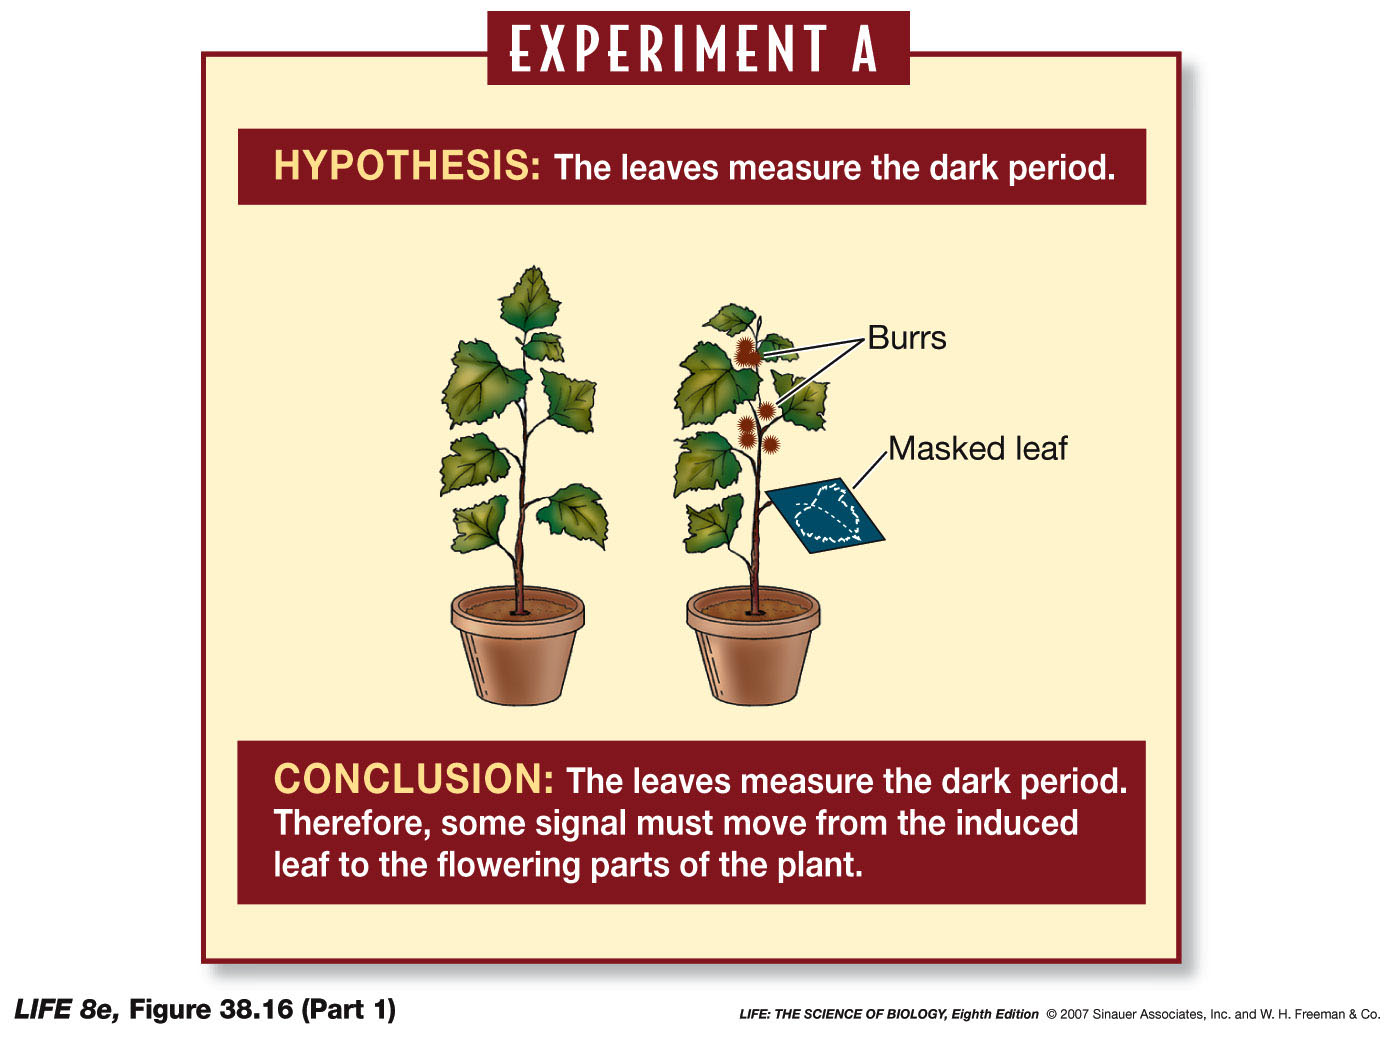 EXPERIMENT A
HYPOTHESIS: The leaves measure the dark period.
Burrs
Masked leaf
CONCLUSION: The leaves measure the dark period.
Therefore, some signal must move from the induced
leaf to the flowering parts of the plant.
LIFE 8e, Figure 38.16 (Part 1)
LIFE: THE SCIENCE OF BIOLOGY, Eighth Edition © 2007 Sinauer Associates, Inc. and W. H. Freeman & Co.